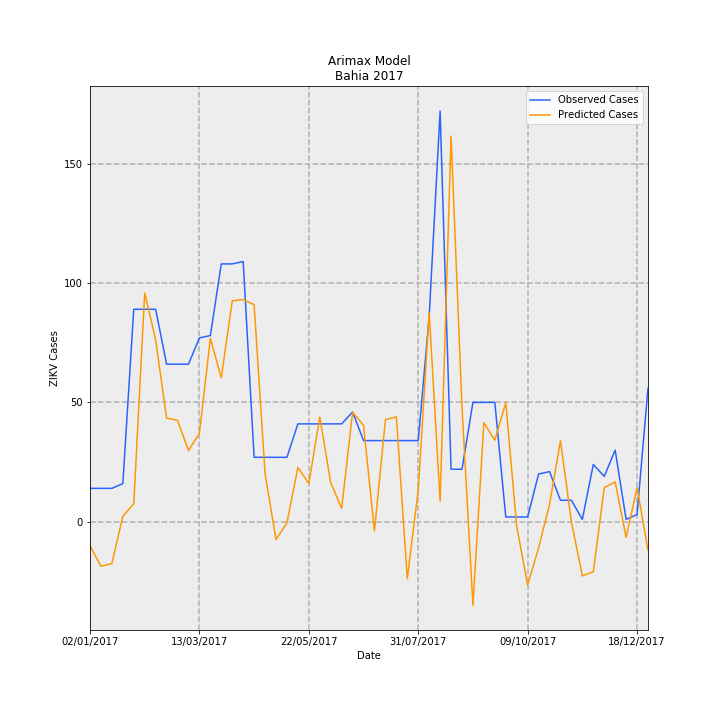 Arimax Model
Bahia 2017
Observed Cases
Predicted Cases
150
100
50
0
ZIKV Cases
02/01/2017 13/03/2017 22/05/2017 31/07/2017 09/10/2017 18/12/2017
Date